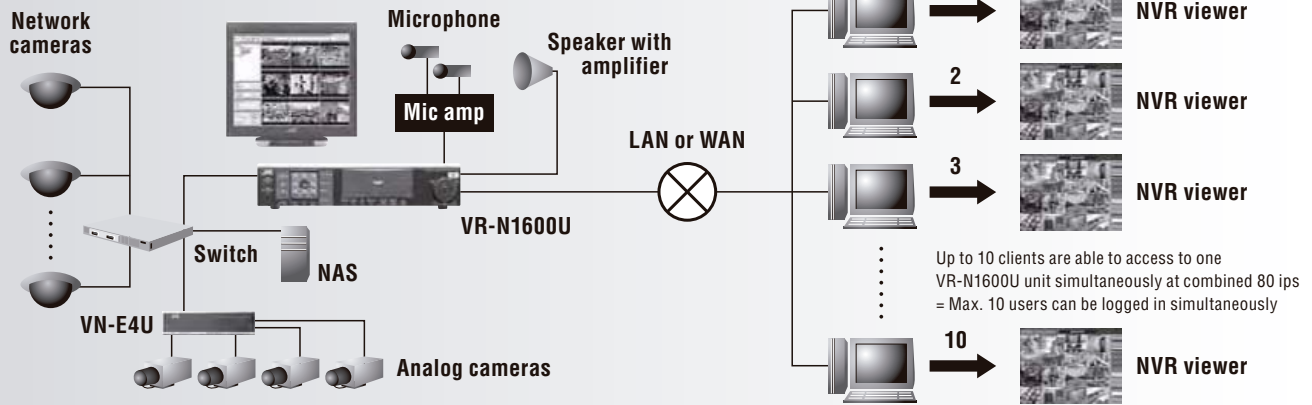 Network
cameras
Microphone
Speaker with
amplifier
Mic amp
LAN or WAN
VR-N1600U
Switch
NAS
VN-E4U
Analog cameras
NVR viewer
2
NVR viewer
3
NVR viewer
Up to 10 clients are able to access to one
VR-N1600U unit simultaneously at combined 80 ips
= Max. 10 users can be logged in simultaneously
10
NVR viewer